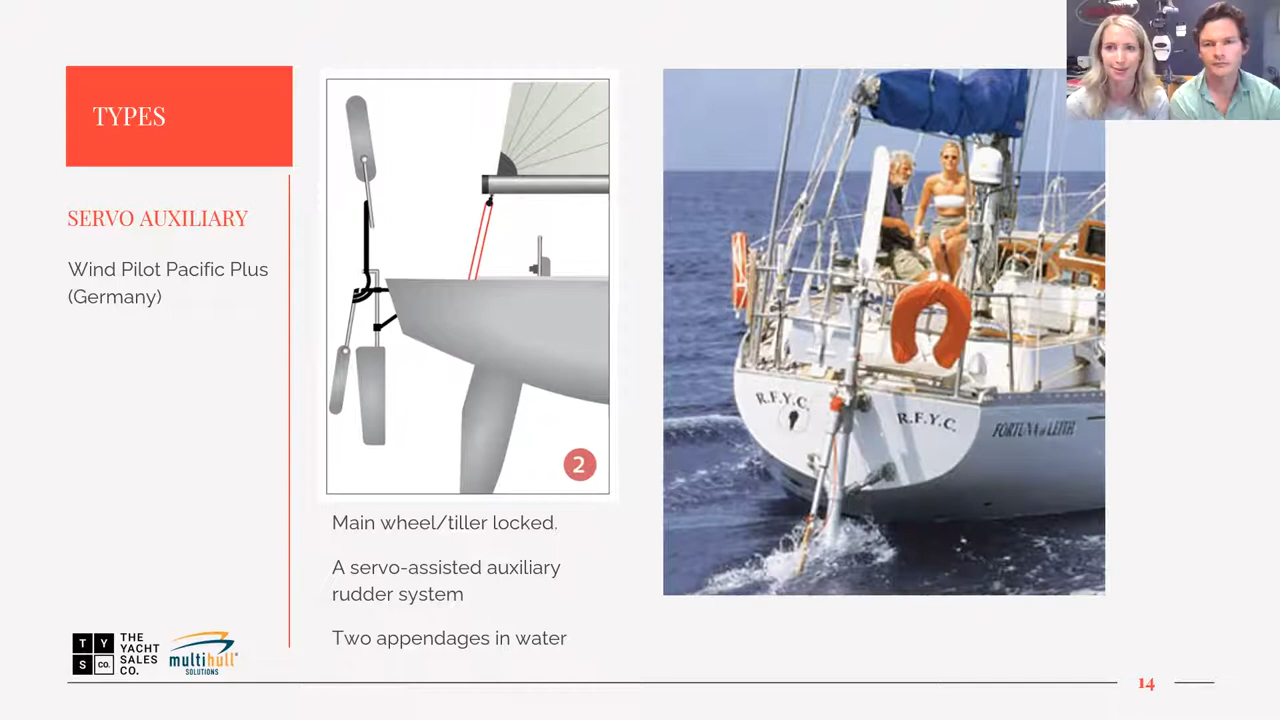 TYPES
SERVO AUXILIARY
Wind Pilot Pacific Plus
(Germany)
2
Main wheel/tiller locked.
A servo-assisted auxiliary
rudder system
Two appendages in water
R.F.Y.C.
R.F.Y.C.
FORTUNA of LEITH
T Y
S CO.
THE
YACHT
SALES
CO.
multihull
SOLUTIONS
14